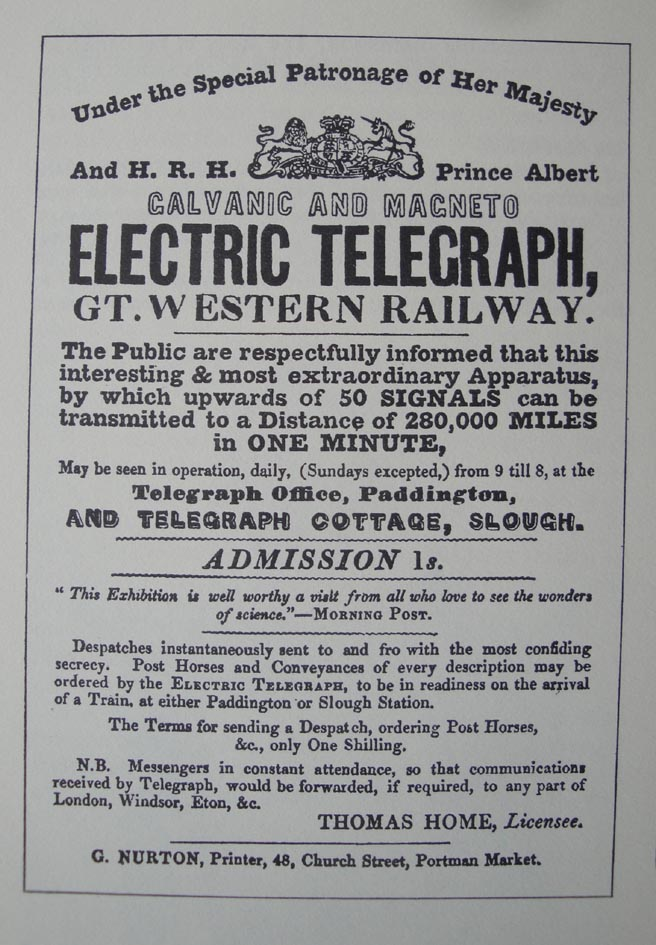 Under the Special Patronage of Her Majesty
And H. R. H. Prince Albert
GALVANIC AND MAGNETO
ELECTRIC TELEGRAPH,
GT. WESTERN RAILWAY.
The Public are respectfully informed that this
interesting & most extraordinary Apparatus,
by which upwards of 50 SIGNALS can be
transmitted to a Distance of 280,000 MILES
in ONE MINUTE,
May be seen in operation, daily, (Sundays excepted,) from 9 till 8, at the
Telegraph Office, Paddington,
AND TELEGRAPH COTTAGE, SLOUGH.
ADMISSION 1s.
"This Exhibition is well worthy a visit from all who love to see the wonders
of science."—MORNING POST.
Despatches instantaneously sent to and fro with the most confiding
secrecy. Post Horses and Conveyances of every description may be
ordered by the ELECTRIC TELEGRAPH, to be in readiness on the arrival
of a Train, at either Paddington or Slough Station.
The Terms for sending a Despatch, ordering Post Horses,
&c., only One Shilling.
N.B. Messengers in constant attendance, so that communications
received by Telegraph, would be forwarded, if required, to any part of
London, Windsor, Eton, &c.
THOMAS HOME, Licensee.
G. NURTON, Printer, 48, Church Street, Portman Market.